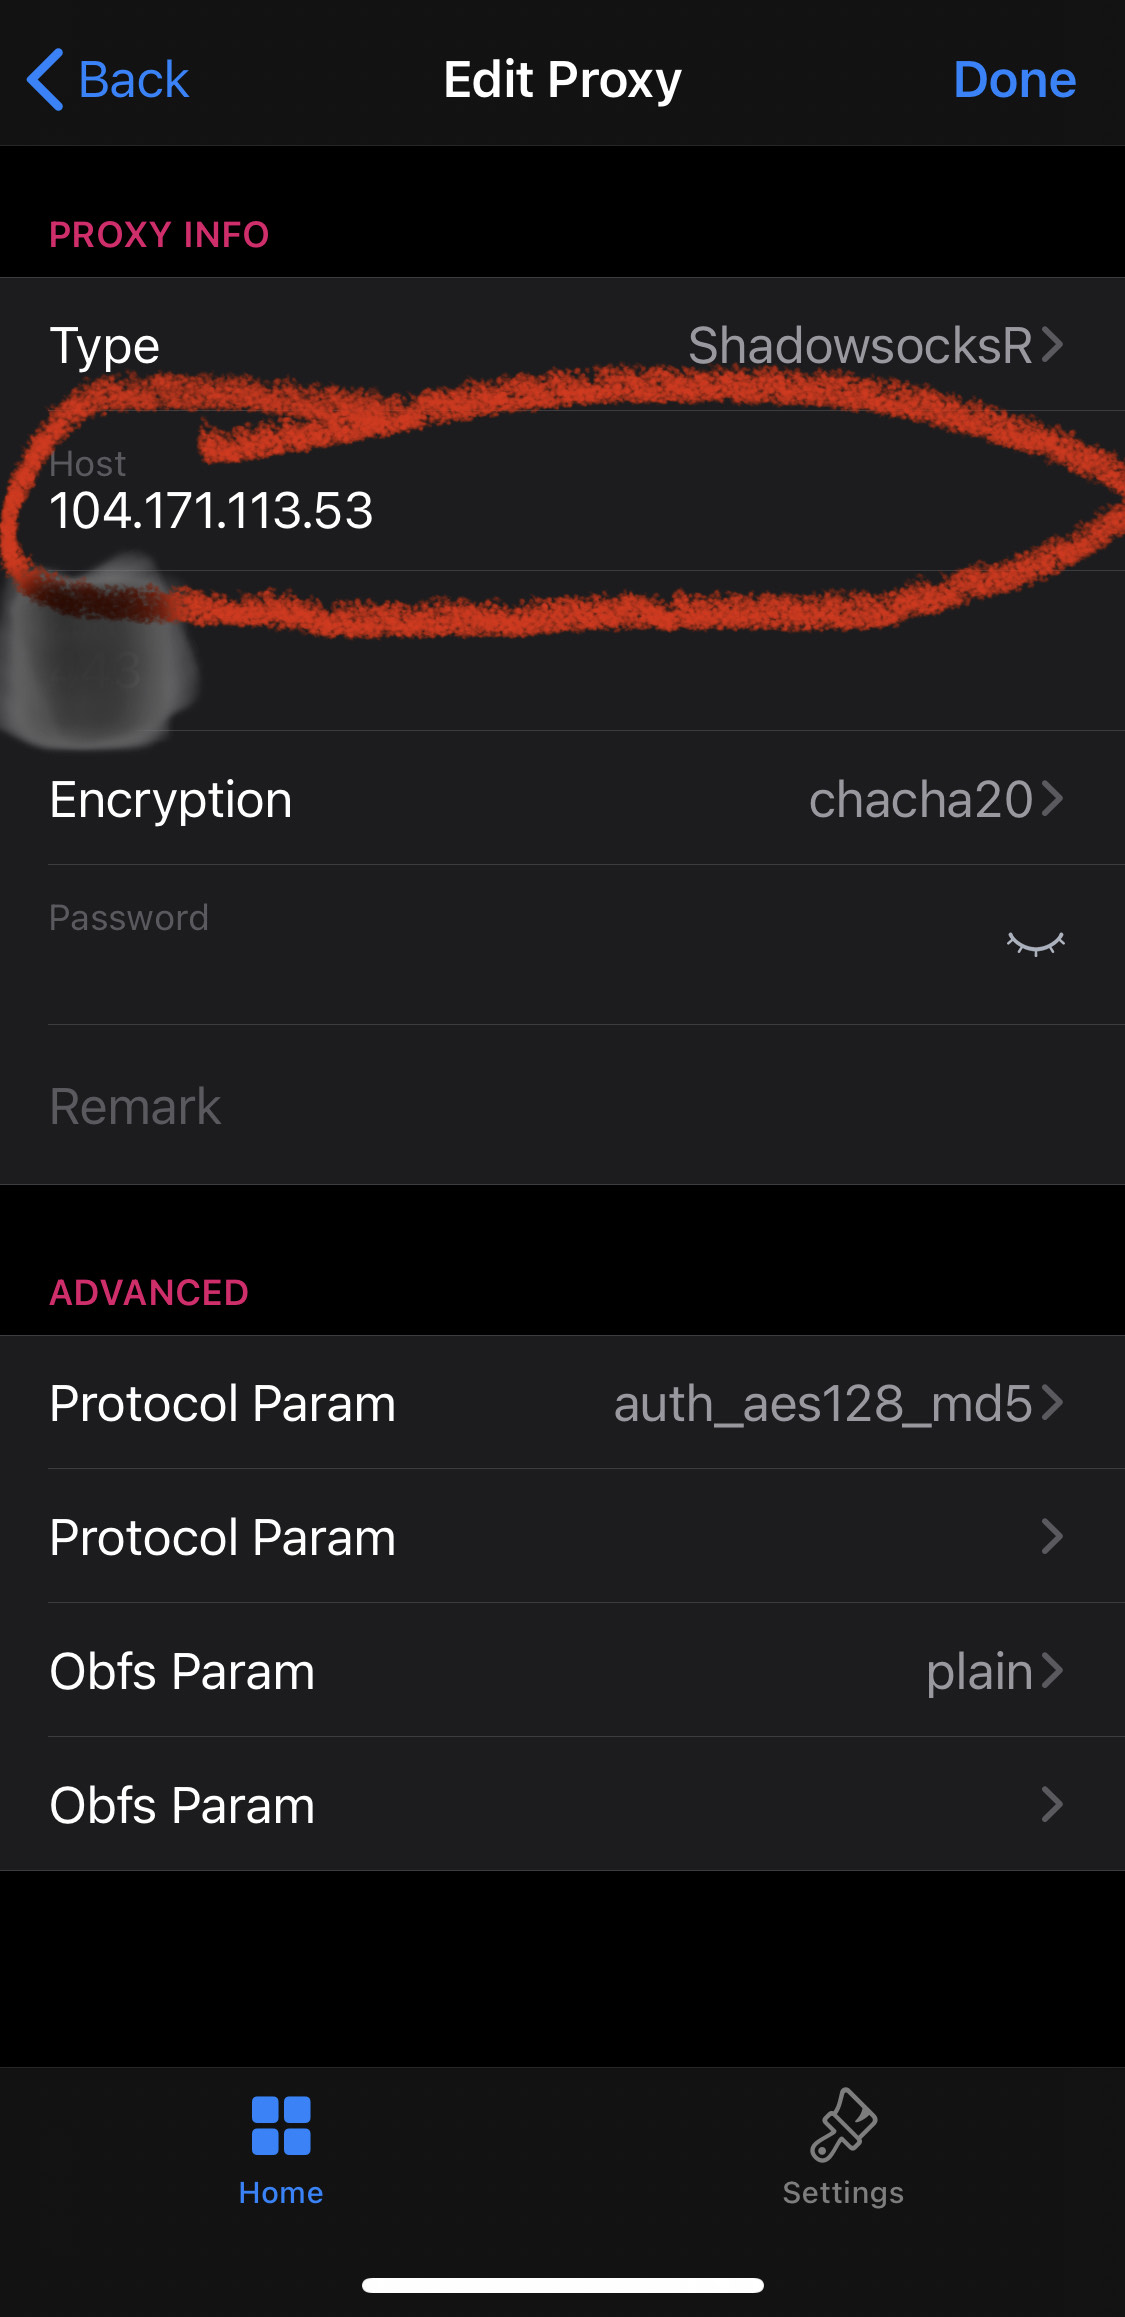 Back Edit Proxy Done
PROXY INFO
Type ShadowsocksR
Host
104.171.113.53
Encryption chacha20
Password
Remark
ADVANCED
Protocol Param auth_aes128_md5
Protocol Param
Obfs Param plain
Obfs Param
Home Settings